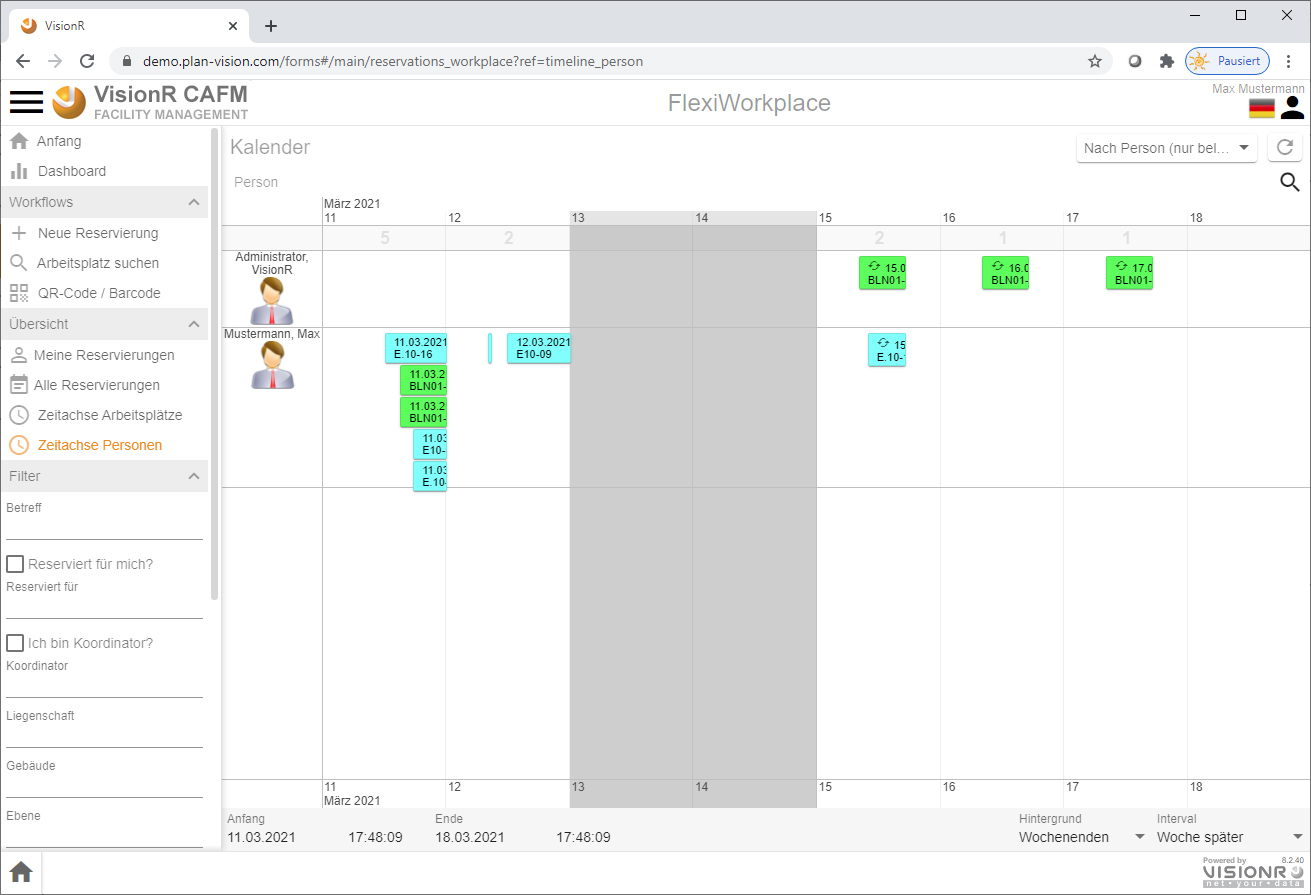 VisionR
demo.plan-vision.com/forms#/main/reservations_workplace?ref=timeline_person
Pausiert
VisionR CAFM
FACILITY MANAGEMENT
FlexiWorkplace
Max Mustermann
Anfang
Dashboard
Workflows
Neue Reservierung
Arbeitsplatz suchen
QR-Code / Barcode
Übersicht
Meine Reservierungen
Alle Reservierungen
Zeitachse Arbeitsplätze
Zeitachse Personen
Filter
Betreff
Reserviert für mich?
Reserviert für
Ich bin Koordinator?
Koordinator
Liegenschaft
Gebäude
Ebene
Kalender
Nach Person (nur bel...
Person
März 2021
11 12 13 14 15 16 17 18
5 2 2 1 1
Administrator,
VisionR
15.0
BLN01-
16.0
BLN01-
17.0
BLN01-
Mustermann, Max
11.03.2021
E.10-16
12.03.2021
E10-09
15
E.10-
11.03.2
BLN01-
11.03.2
BLN01-
11.03
E10-
11.03
E.10-
11 12 13 14 15 16 17 18
März 2021
Anfang Ende Hintergrund Interval
11.03.2021 17:48:09 18.03.2021 17:48:09 Wochenenden Woche später
Powered by 8.2.40
VISIONR
net · your · data